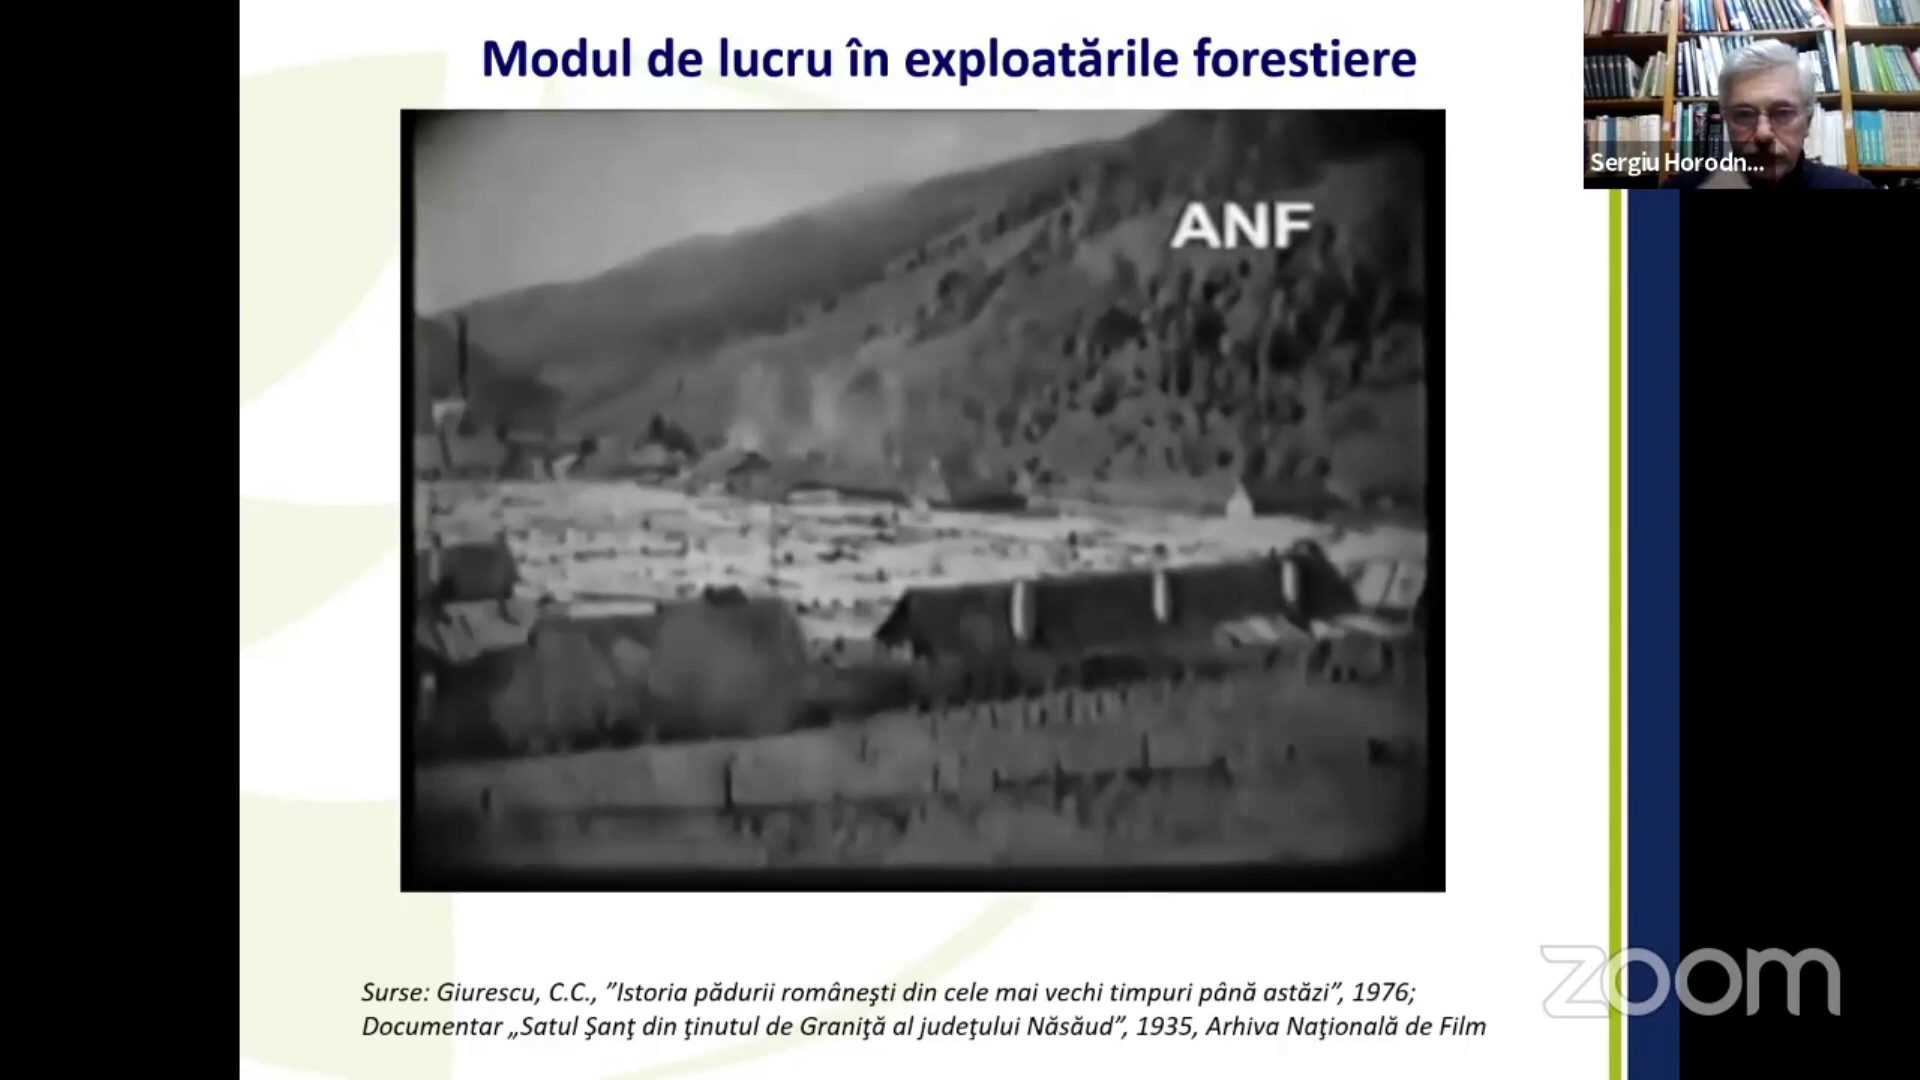 Modul de lucru în exploatările forestiere
Sergiu Horodn...
ANF
Surse: Giurescu, C.C., ”Istoria pădurii româneşti din cele mai vechi timpuri până astăzi”, 1976;
Documentar „Satul Şanţ din ţinutul de Graniţă al judeţului Năsăud”, 1935, Arhiva Naţională de Film
zoom